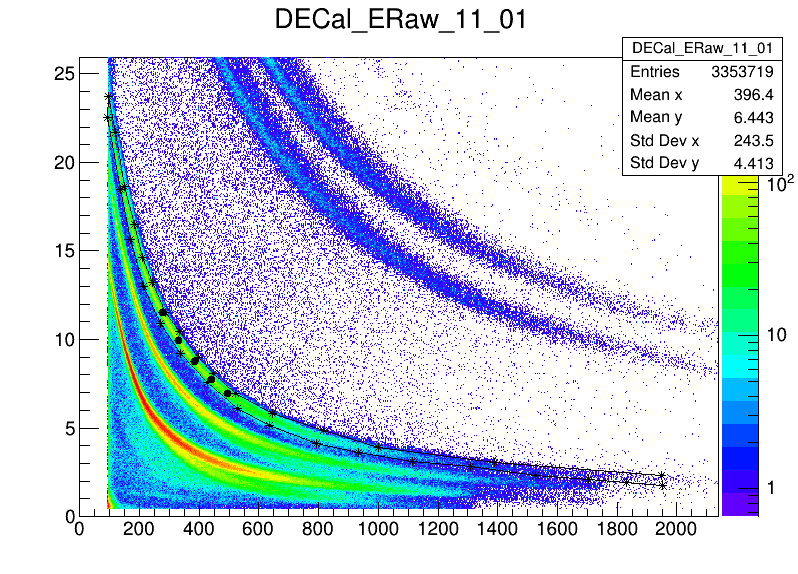 DECal_ERaw_11_01
DECal_ERaw_11_01
Entries 3353719
Mean x 396.4
Mean y 6.443
Std Dev x 243.5
Std Dev y 4.413
25
20
15
10
5
0
0 200 400 600 800 1000 1200 1400 1600 1800 2000
10²
10
1